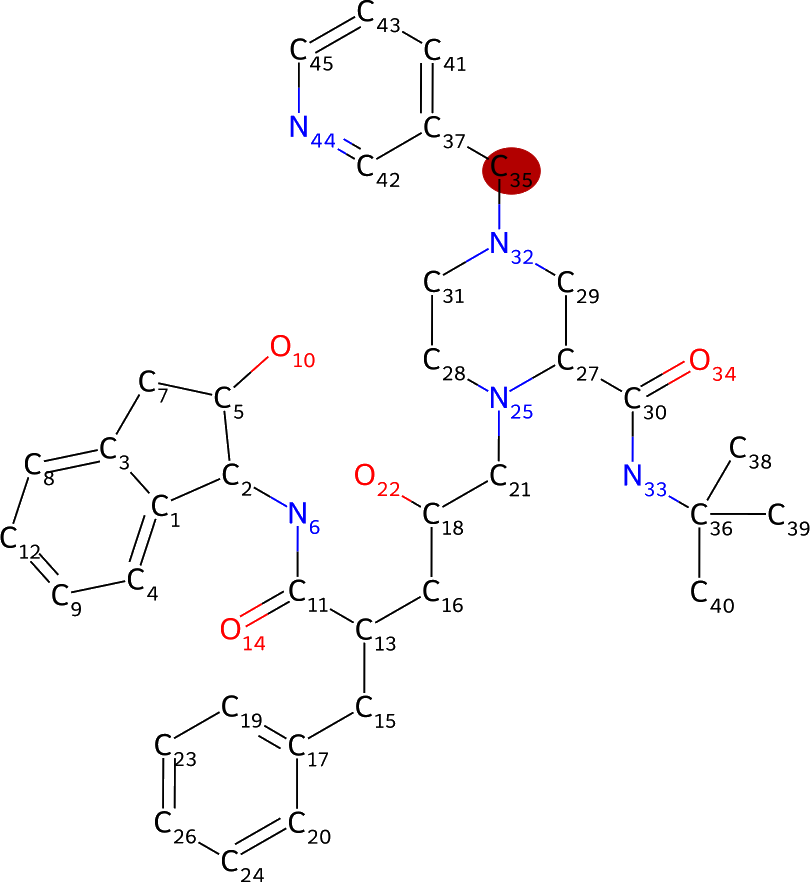 C43
C45 C41
N44 C37
C42 C35
N32
C31 C29
O10 C28 C27 O34
C7 C5 N25 C30
C3 C38
C8 C2 O22 C21 N33
C1 N6 C18 C36 C39
C12
C9 C4 C11 C16 C40
O14 C13
C19 C15
C23 C17
C26 C20
C24